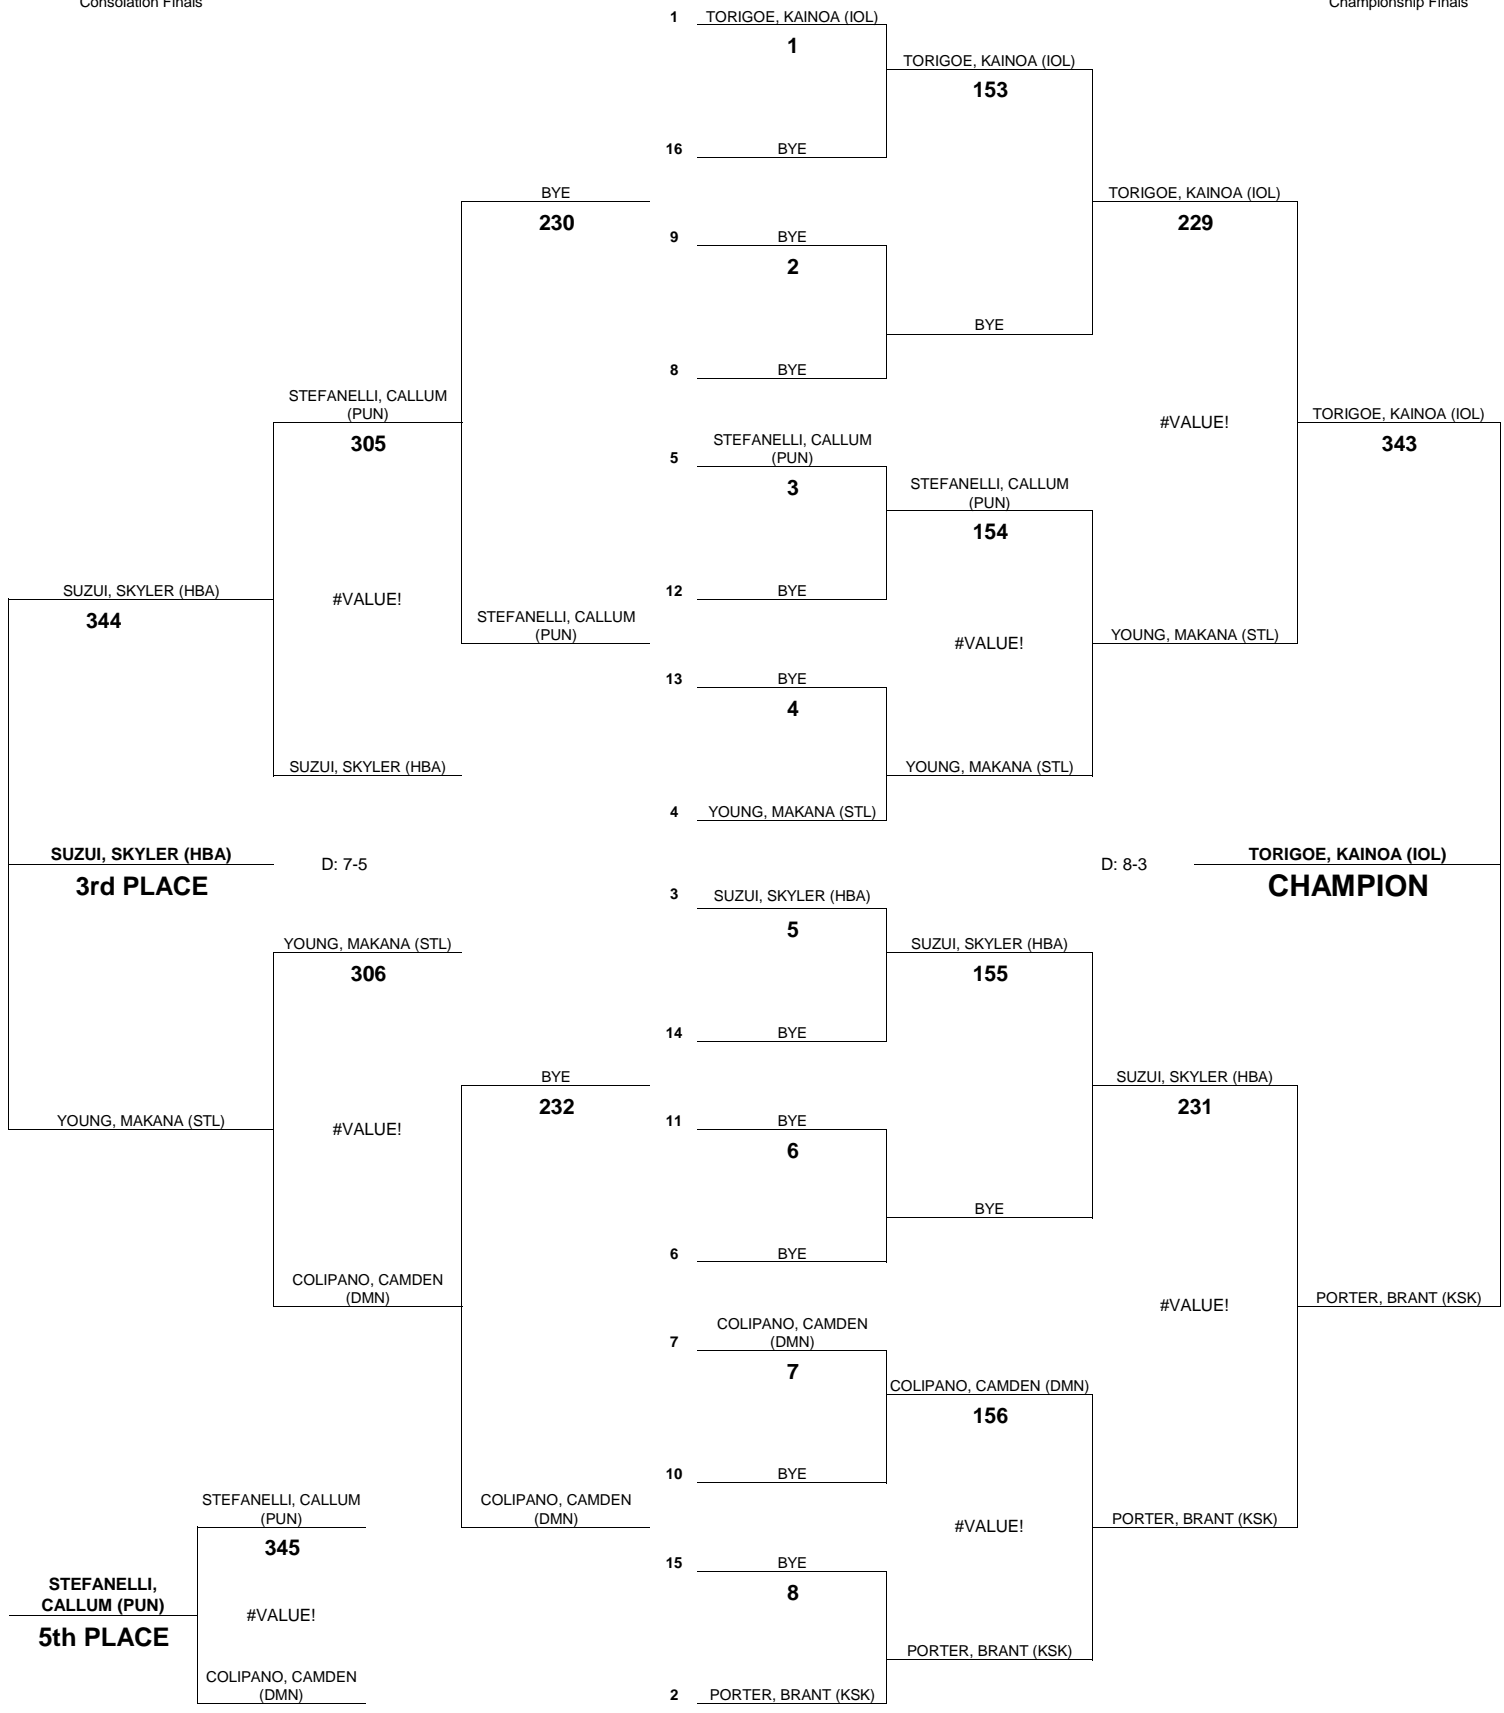 Consolation Finals
Championship Finals
1 TORIGOE, KAINOA (IOL)
1
TORIGOE, KAINOA (IOL)
153
16 BYE
BYE
230
TORIGOE, KAINOA (IOL)
229
9 BYE
2
BYE
8 BYE
STEFANELLI, CALLUM
(PUN)
305
#VALUE!
TORIGOE, KAINOA (IOL)
343
STEFANELLI, CALLUM
5 (PUN)
3
STEFANELLI, CALLUM
(PUN)
154
SUZUI, SKYLER (HBA)
344
#VALUE!
12 BYE
STEFANELLI, CALLUM
(PUN)
#VALUE!
YOUNG, MAKANA (STL)
13 BYE
4
SUZUI, SKYLER (HBA)
YOUNG, MAKANA (STL)
4 YOUNG, MAKANA (STL)
SUZUI, SKYLER (HBA)
3rd PLACE
D: 7-5
D: 8-3
TORIGOE, KAINOA (IOL)
CHAMPION
3 SUZUI, SKYLER (HBA)
5
YOUNG, MAKANA (STL)
306
SUZUI, SKYLER (HBA)
155
14 BYE
BYE
232
SUZUI, SKYLER (HBA)
231
YOUNG, MAKANA (STL)
#VALUE!
11 BYE
6
BYE
6 BYE
COLIPANO, CAMDEN
(DMN)
#VALUE!
PORTER, BRANT (KSK)
COLIPANO, CAMDEN
7 (DMN)
7
COLIPANO, CAMDEN (DMN)
156
10 BYE
STEFANELLI, CALLUM
(PUN)
345
COLIPANO, CAMDEN
(DMN)
#VALUE!
PORTER, BRANT (KSK)
15 BYE
8
STEFANELLI,
CALLUM (PUN)
5th PLACE
#VALUE!
PORTER, BRANT (KSK)
COLIPANO, CAMDEN
(DMN)
2 PORTER, BRANT (KSK)